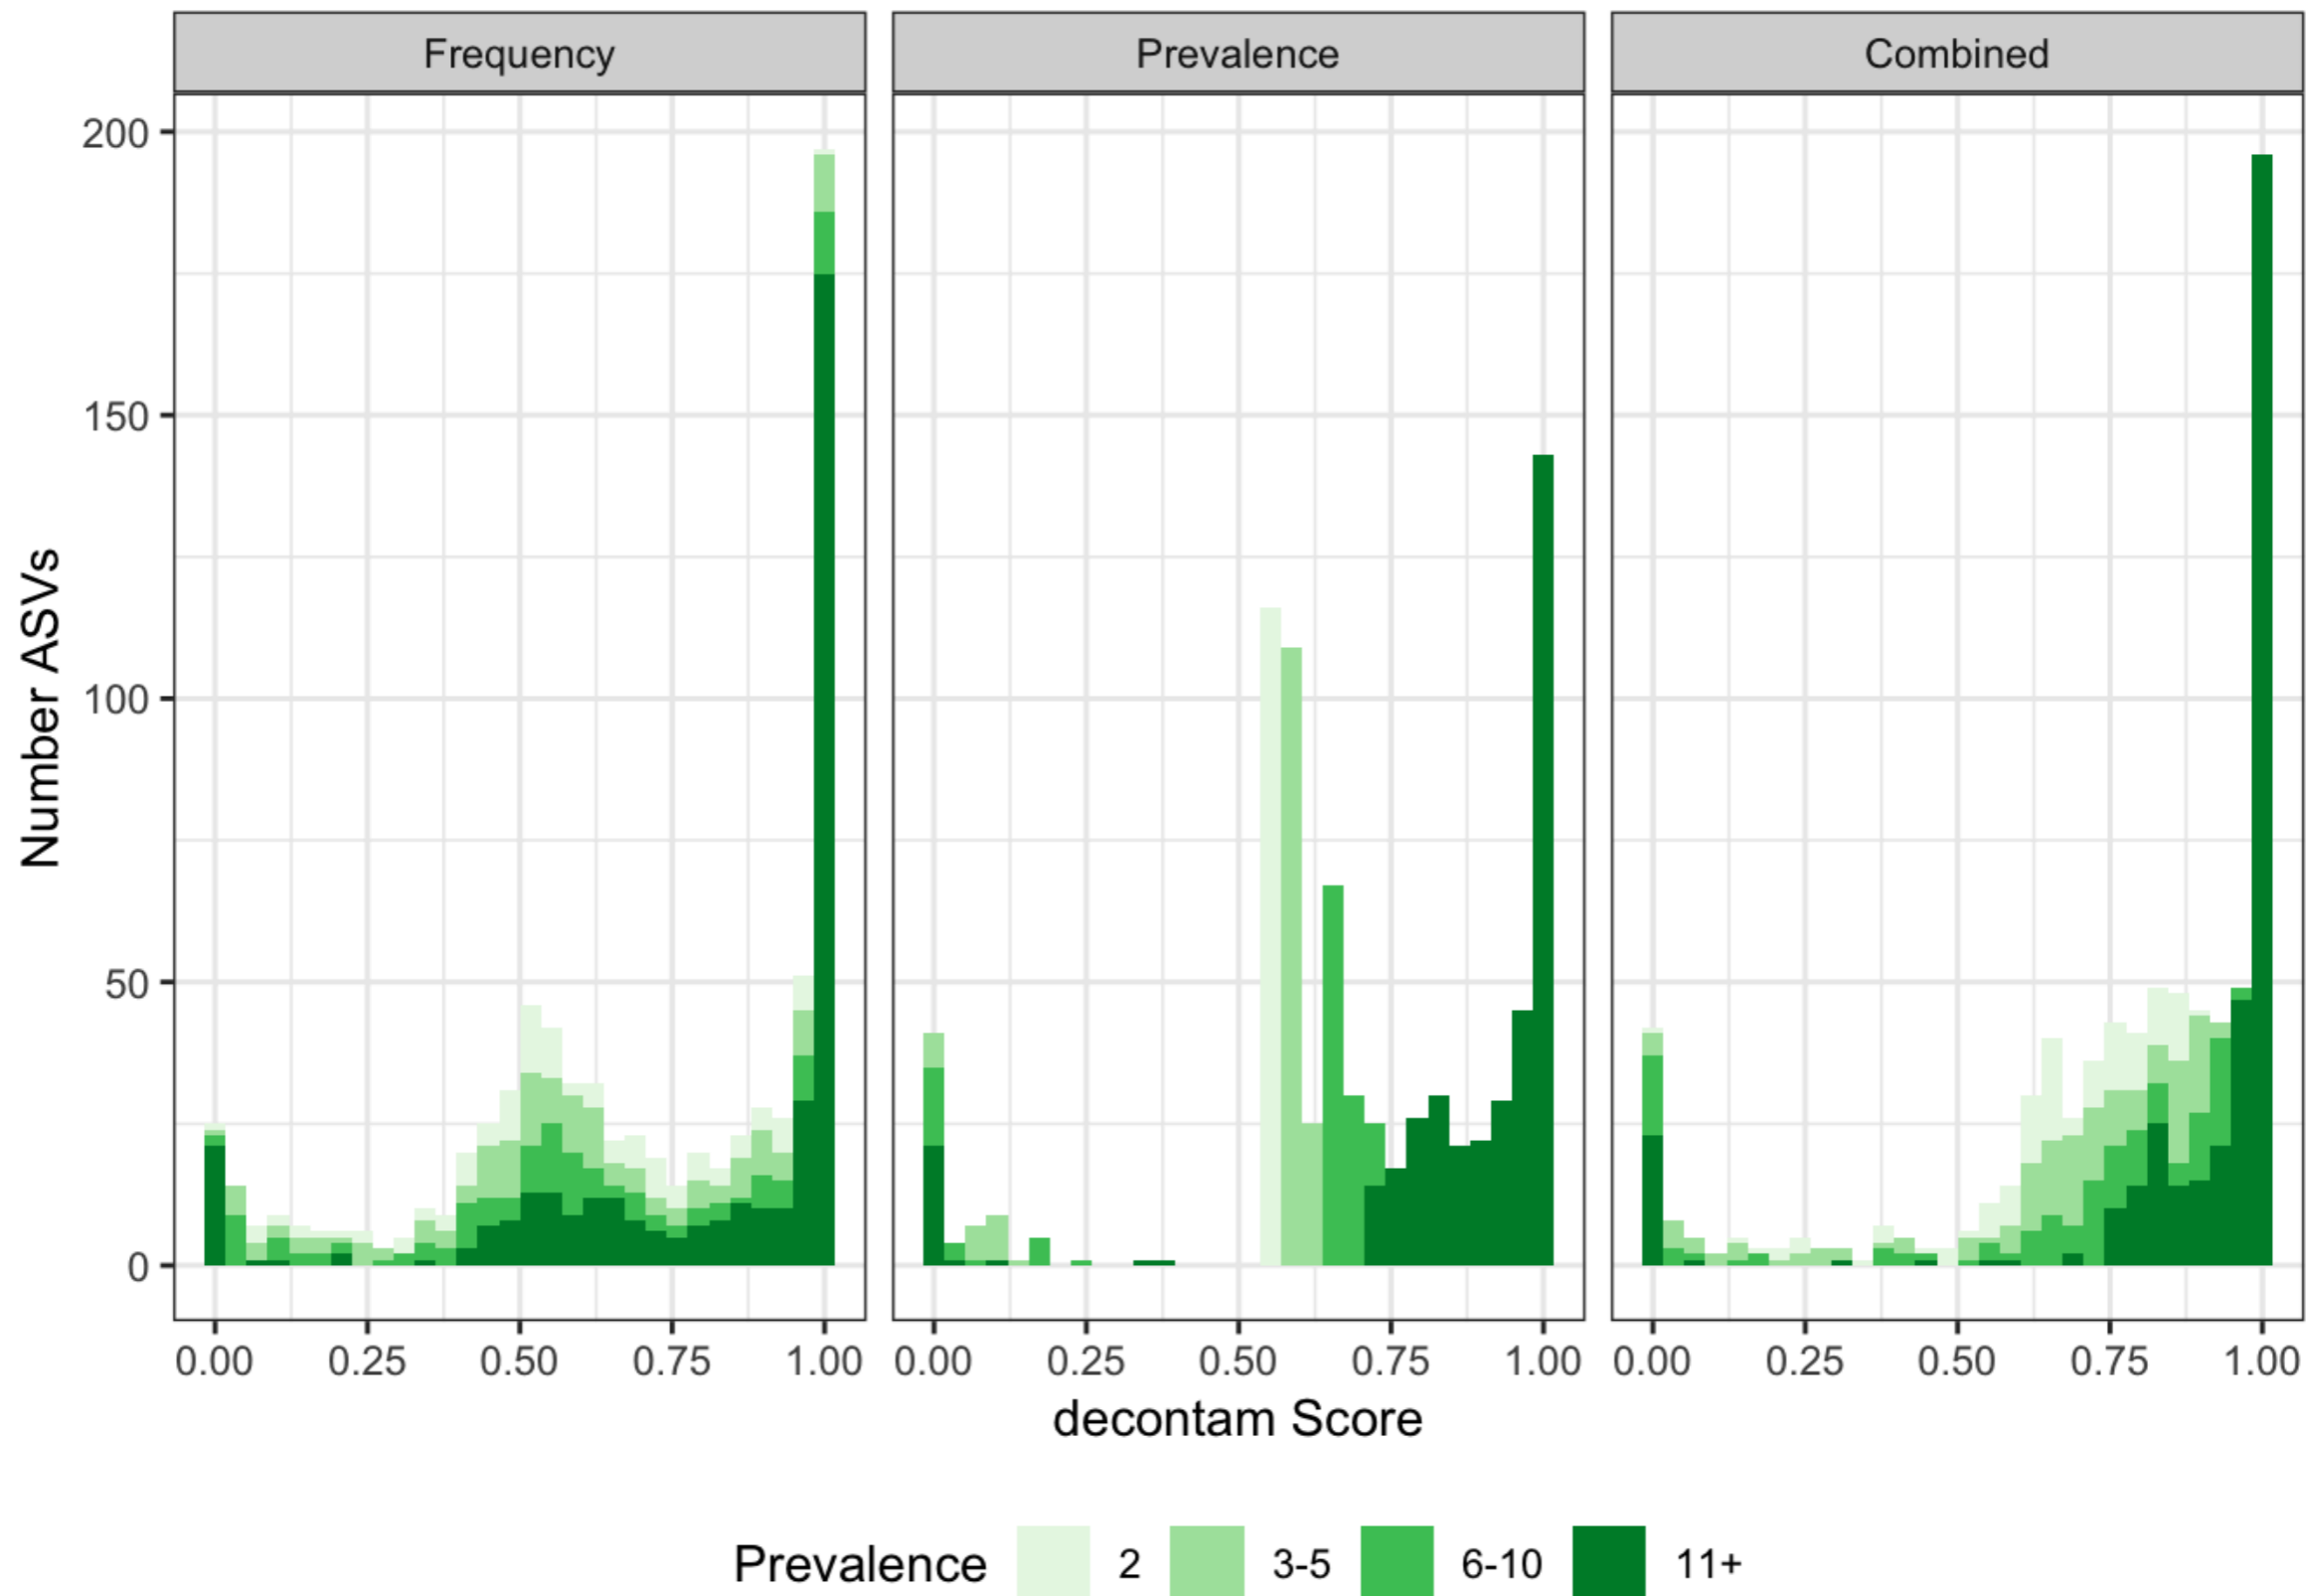 Frequency Prevalence Combined
Number ASVs
200
150
100
50
0
0.00 0.25 0.50 0.75 1.00 0.00 0.25 0.50 0.75 1.00 0.00 0.25 0.50 0.75 1.00
decontam Score
Prevalence 2 3-5 6-10 11+